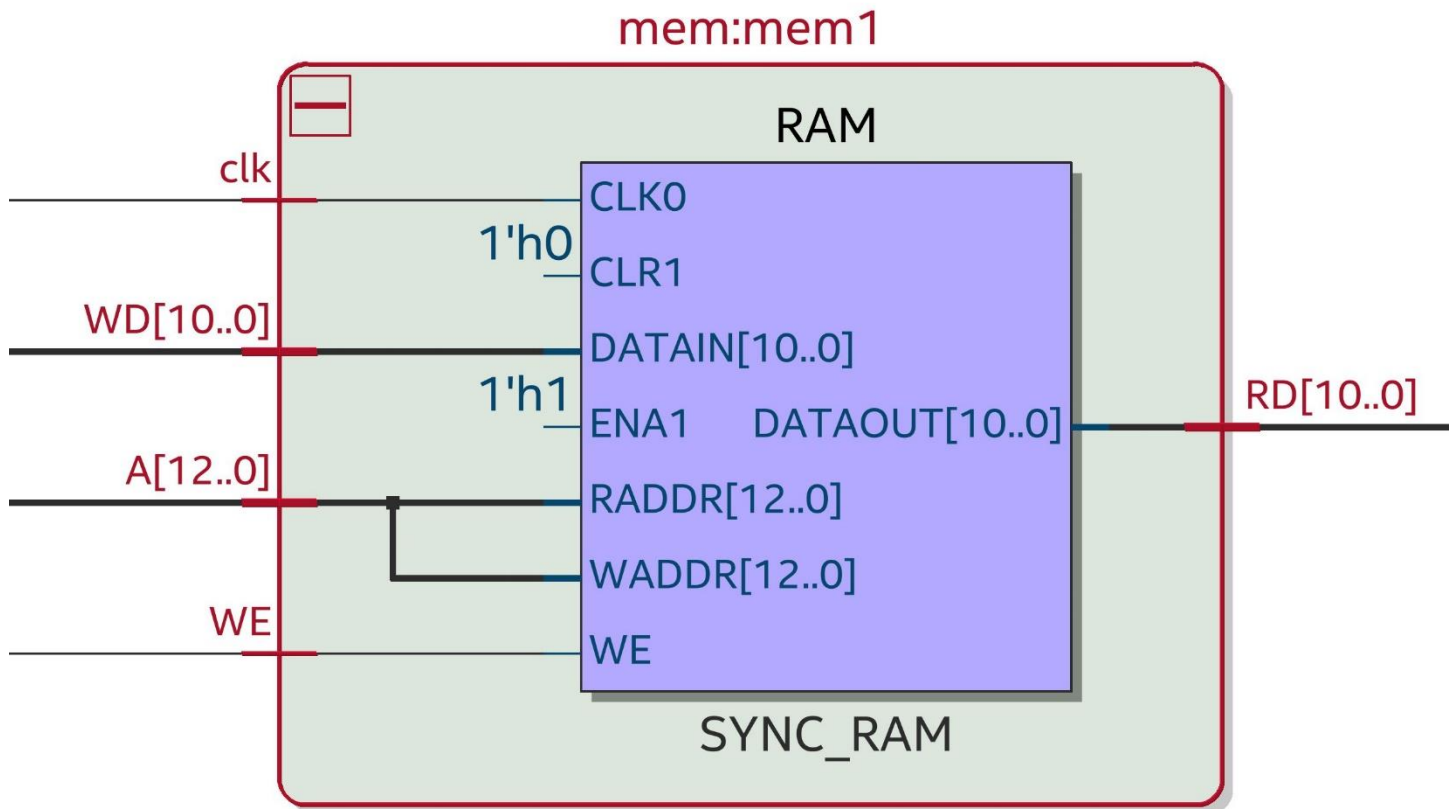 mem:mem1
RAM
clk
CLK0
1'h0
CLR1
WD[10..0]
DATAIN[10..0]
1'h1
ENA1
DATAOUT[10..0]
RD[10..0]
A[12..0]
RADDR[12..0]
WADDR[12..0]
WE
WE
SYNC_RAM